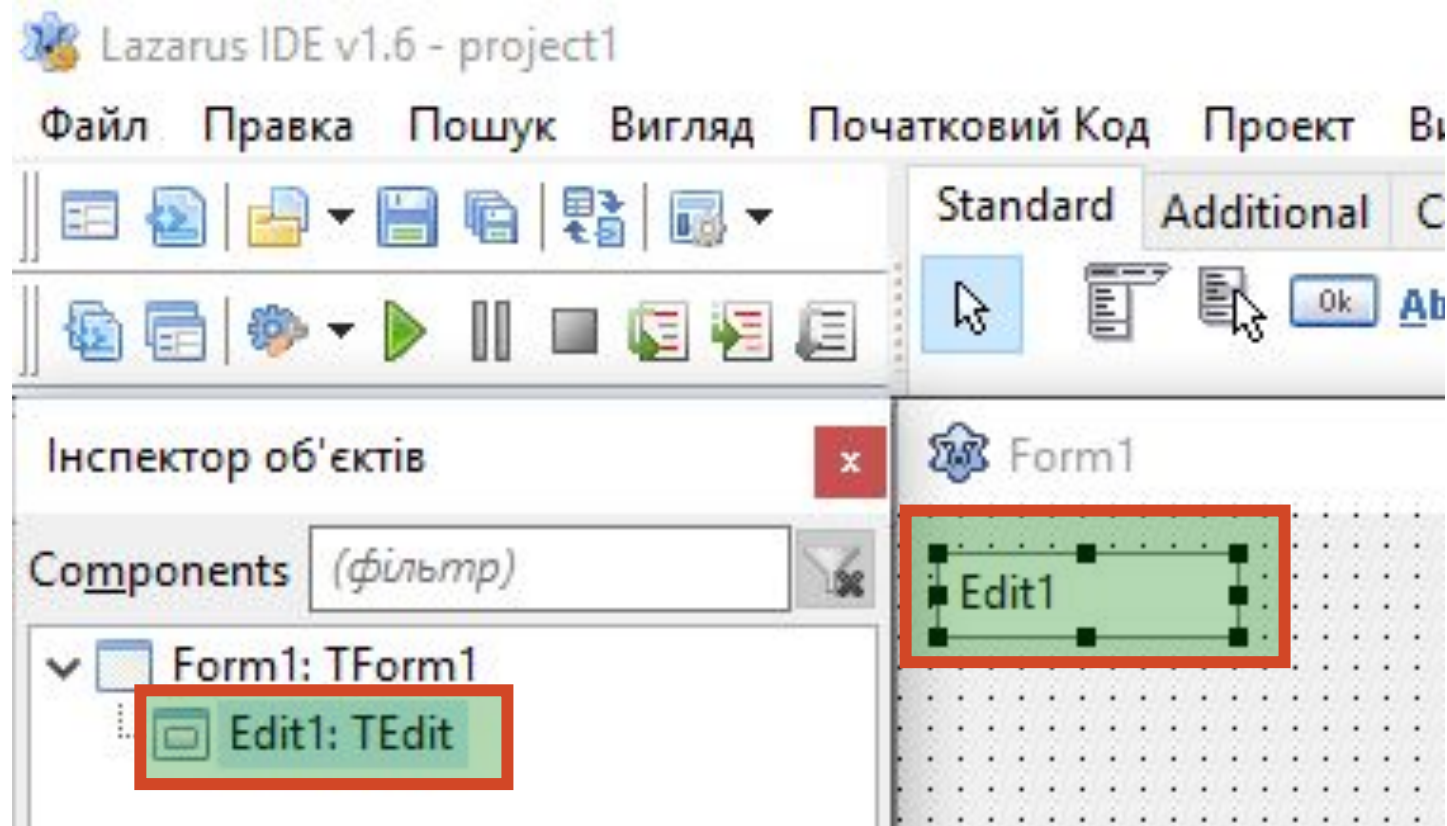 Lazarus IDE v1.6 - project1
Файл Правка Пошук Вигляд Початковий Код Проект
Standard Additional
Ok
Інспектор об'єктів
Form1
Components (фільтр)
Edit1
Form1: TForm1
Edit1: TEdit